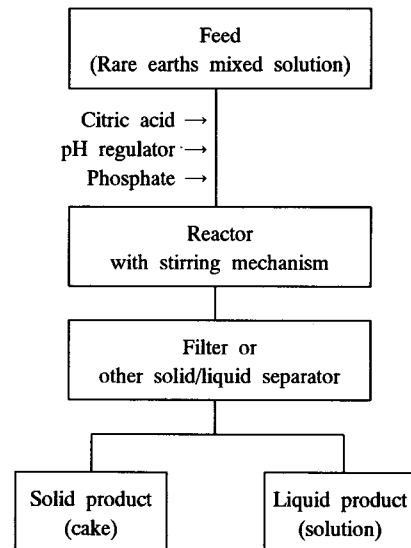 Feed
(Rare earths mixed solution)
Citric acid →
pH regulator →
Phosphate →
Reactor
with stirring mechanism
Filter or
other solid/liquid separator
Solid product
(cake)
Liquid product
(solution)